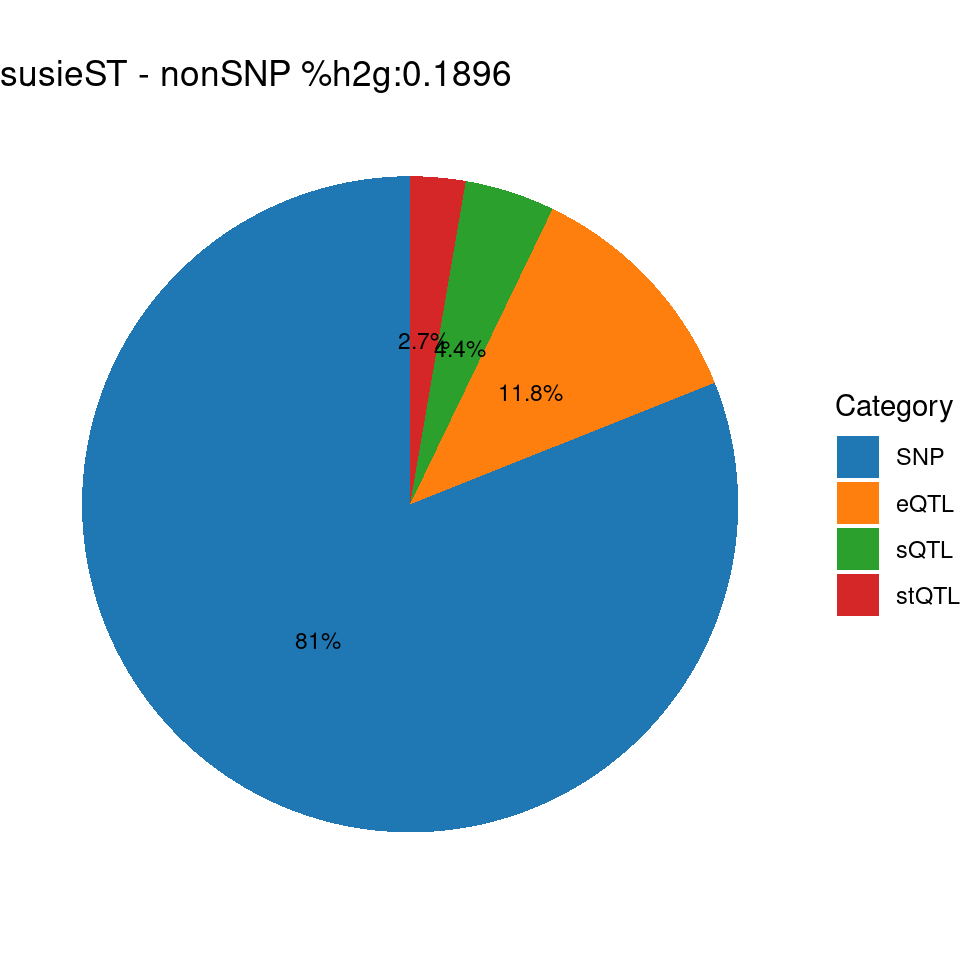 susieST - nonSNP %h2g:0.1896
2.7%
4.4%
11.8%
81%
Category
SNP
eQTL
sQTL
stQTL